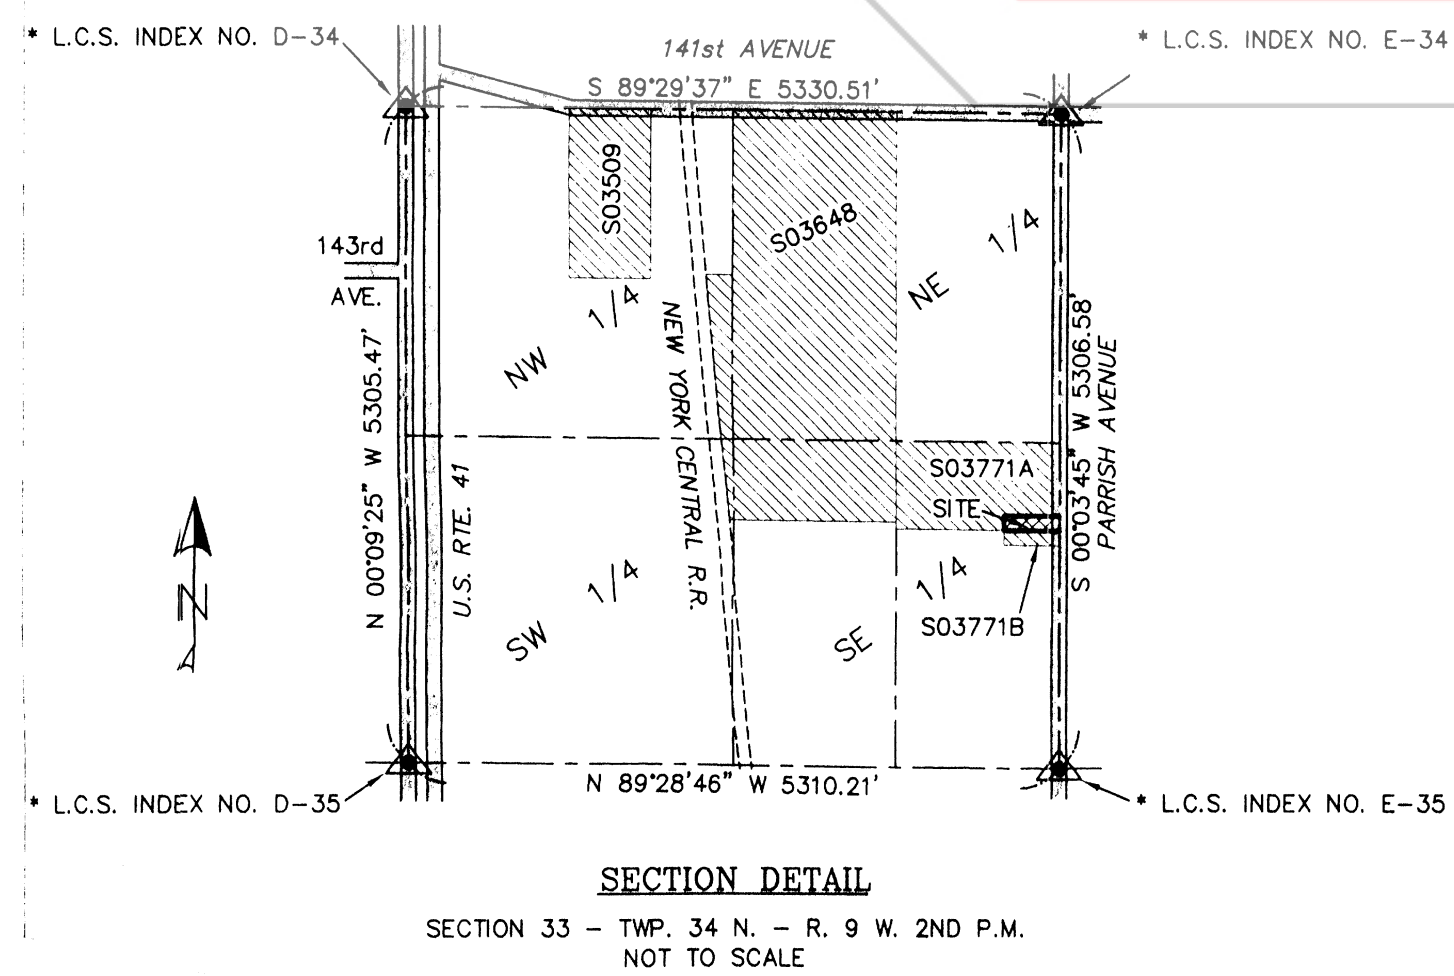 * L.C.S. INDEX NO. D-34
* L.C.S. INDEX NO. E-34
141st AVENUE
S 89°29'37" E 5330.51'
S03509
S03648
1/4
NE
143rd
AVE.
1/4
NW
N 00°09'25" W 5305.47'
U.S. RTE. 41
NEW YORK CENTRAL R.R.
S 00°03'45" W 5306.58'
PARRISH AVENUE
S03771A
SITE
1/4
SW
1/4
SE
S03771B
N
N 89°28'46" W 5310.21'
* L.C.S. INDEX NO. D-35
* L.C.S. INDEX NO. E-35
SECTION DETAIL
SECTION 33 - TWP. 34 N. - R. 9 W. 2ND P.M.
NOT TO SCALE